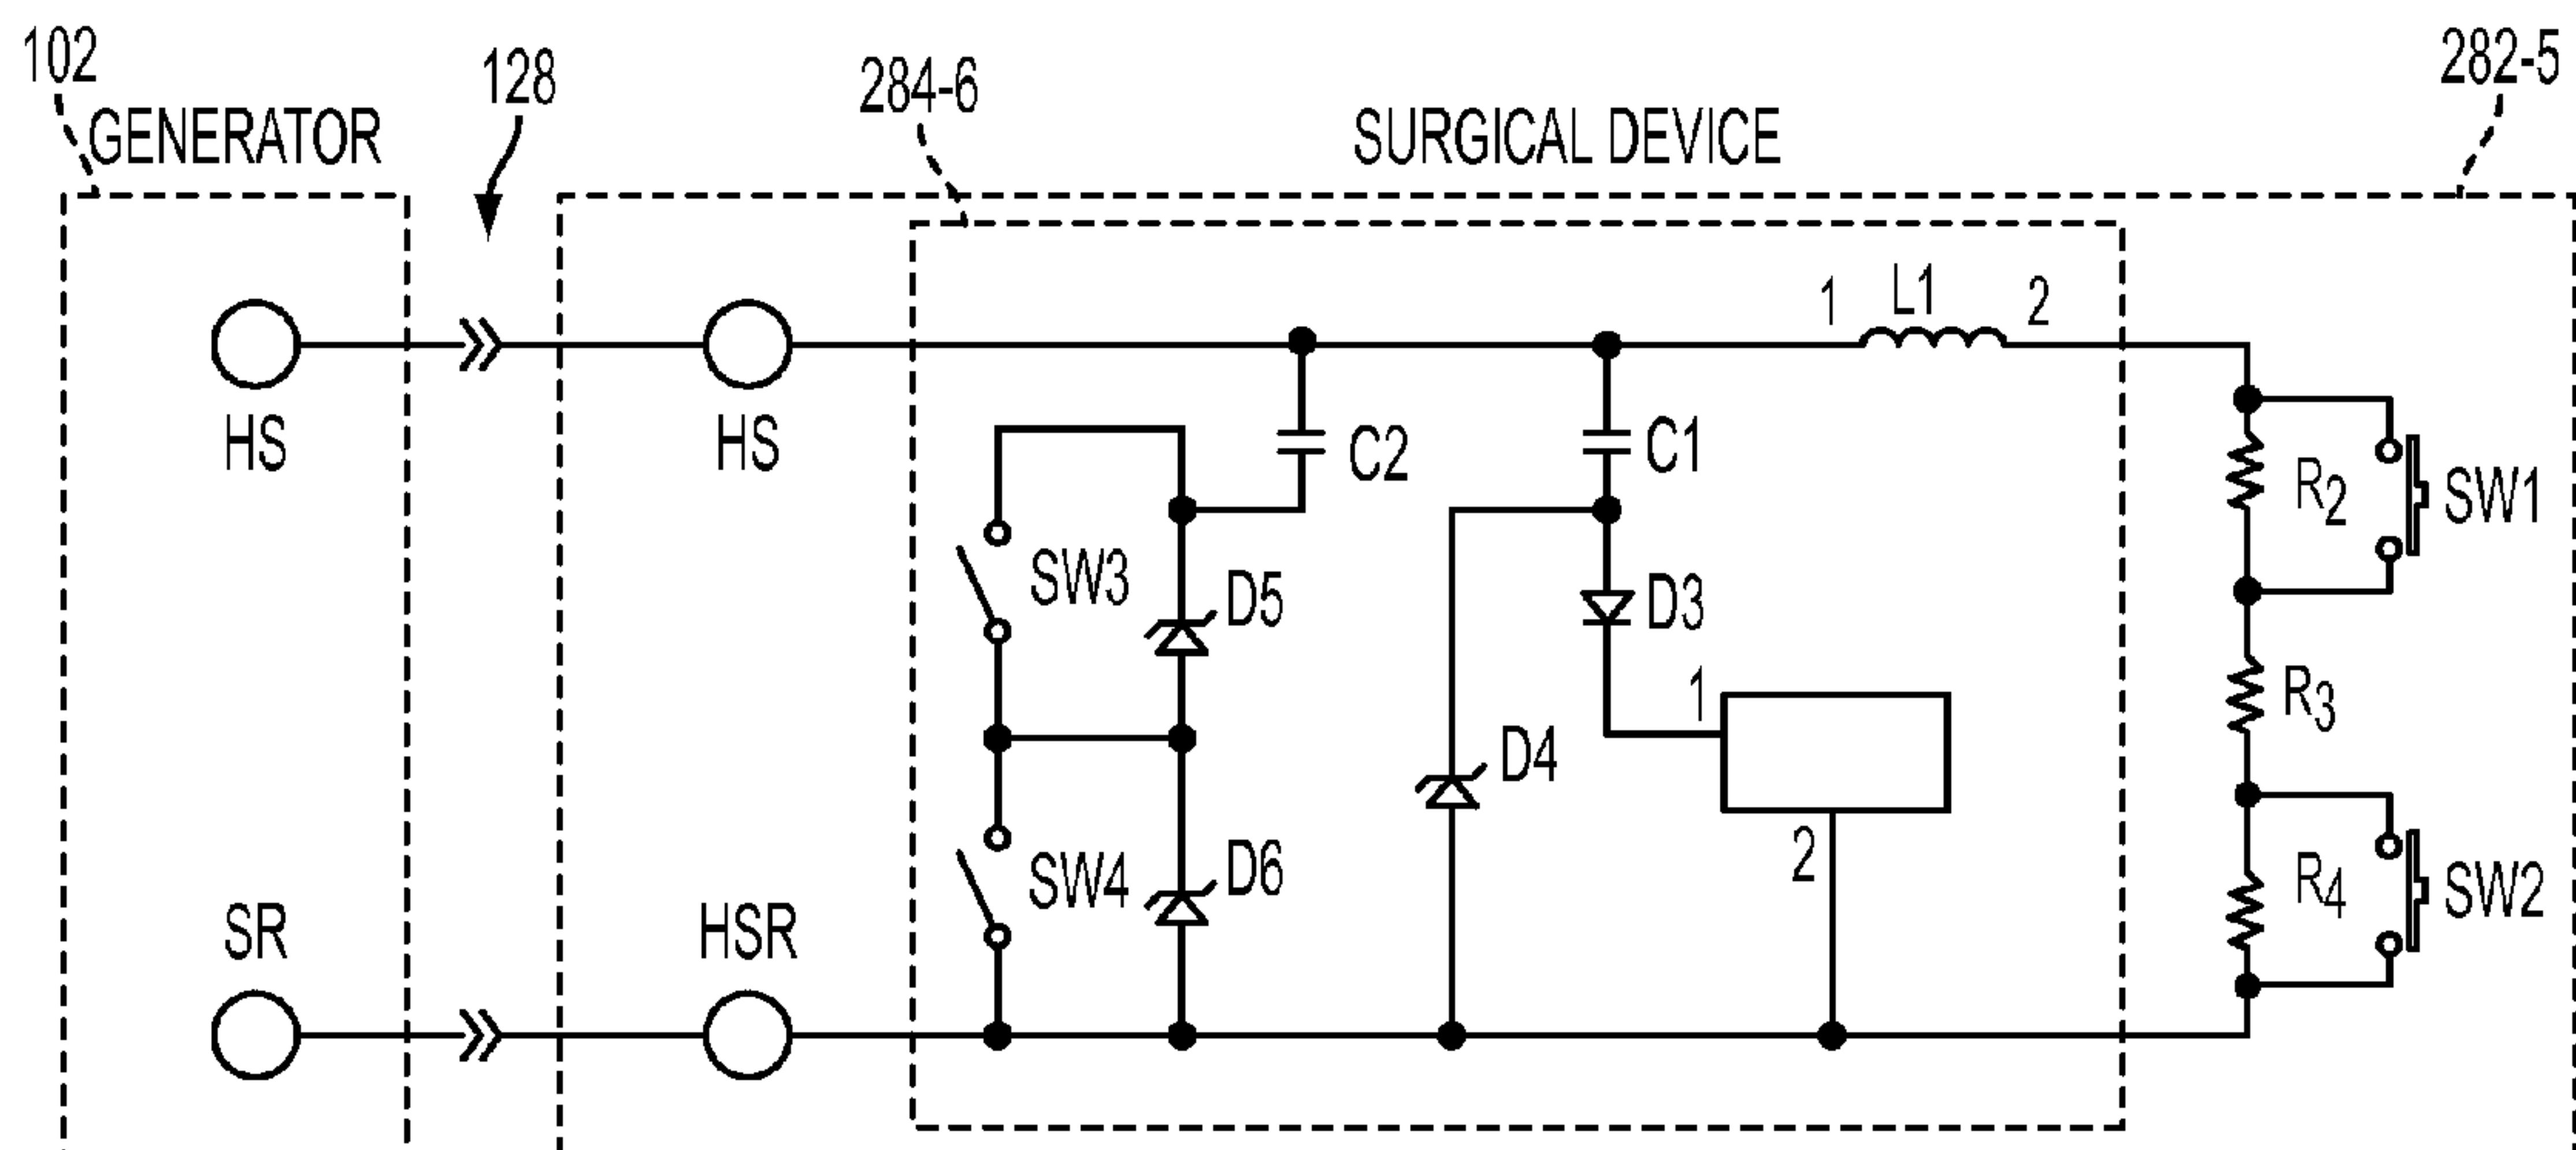 102
GENERATOR
128
284-6
SURGICAL DEVICE
282-5
HS
HS
1
L1
2
C2
C1
R2
SW1
SW3
D5
D3
1
R3
D4
SW4
D6
2
R4
SW2
SR
HSR